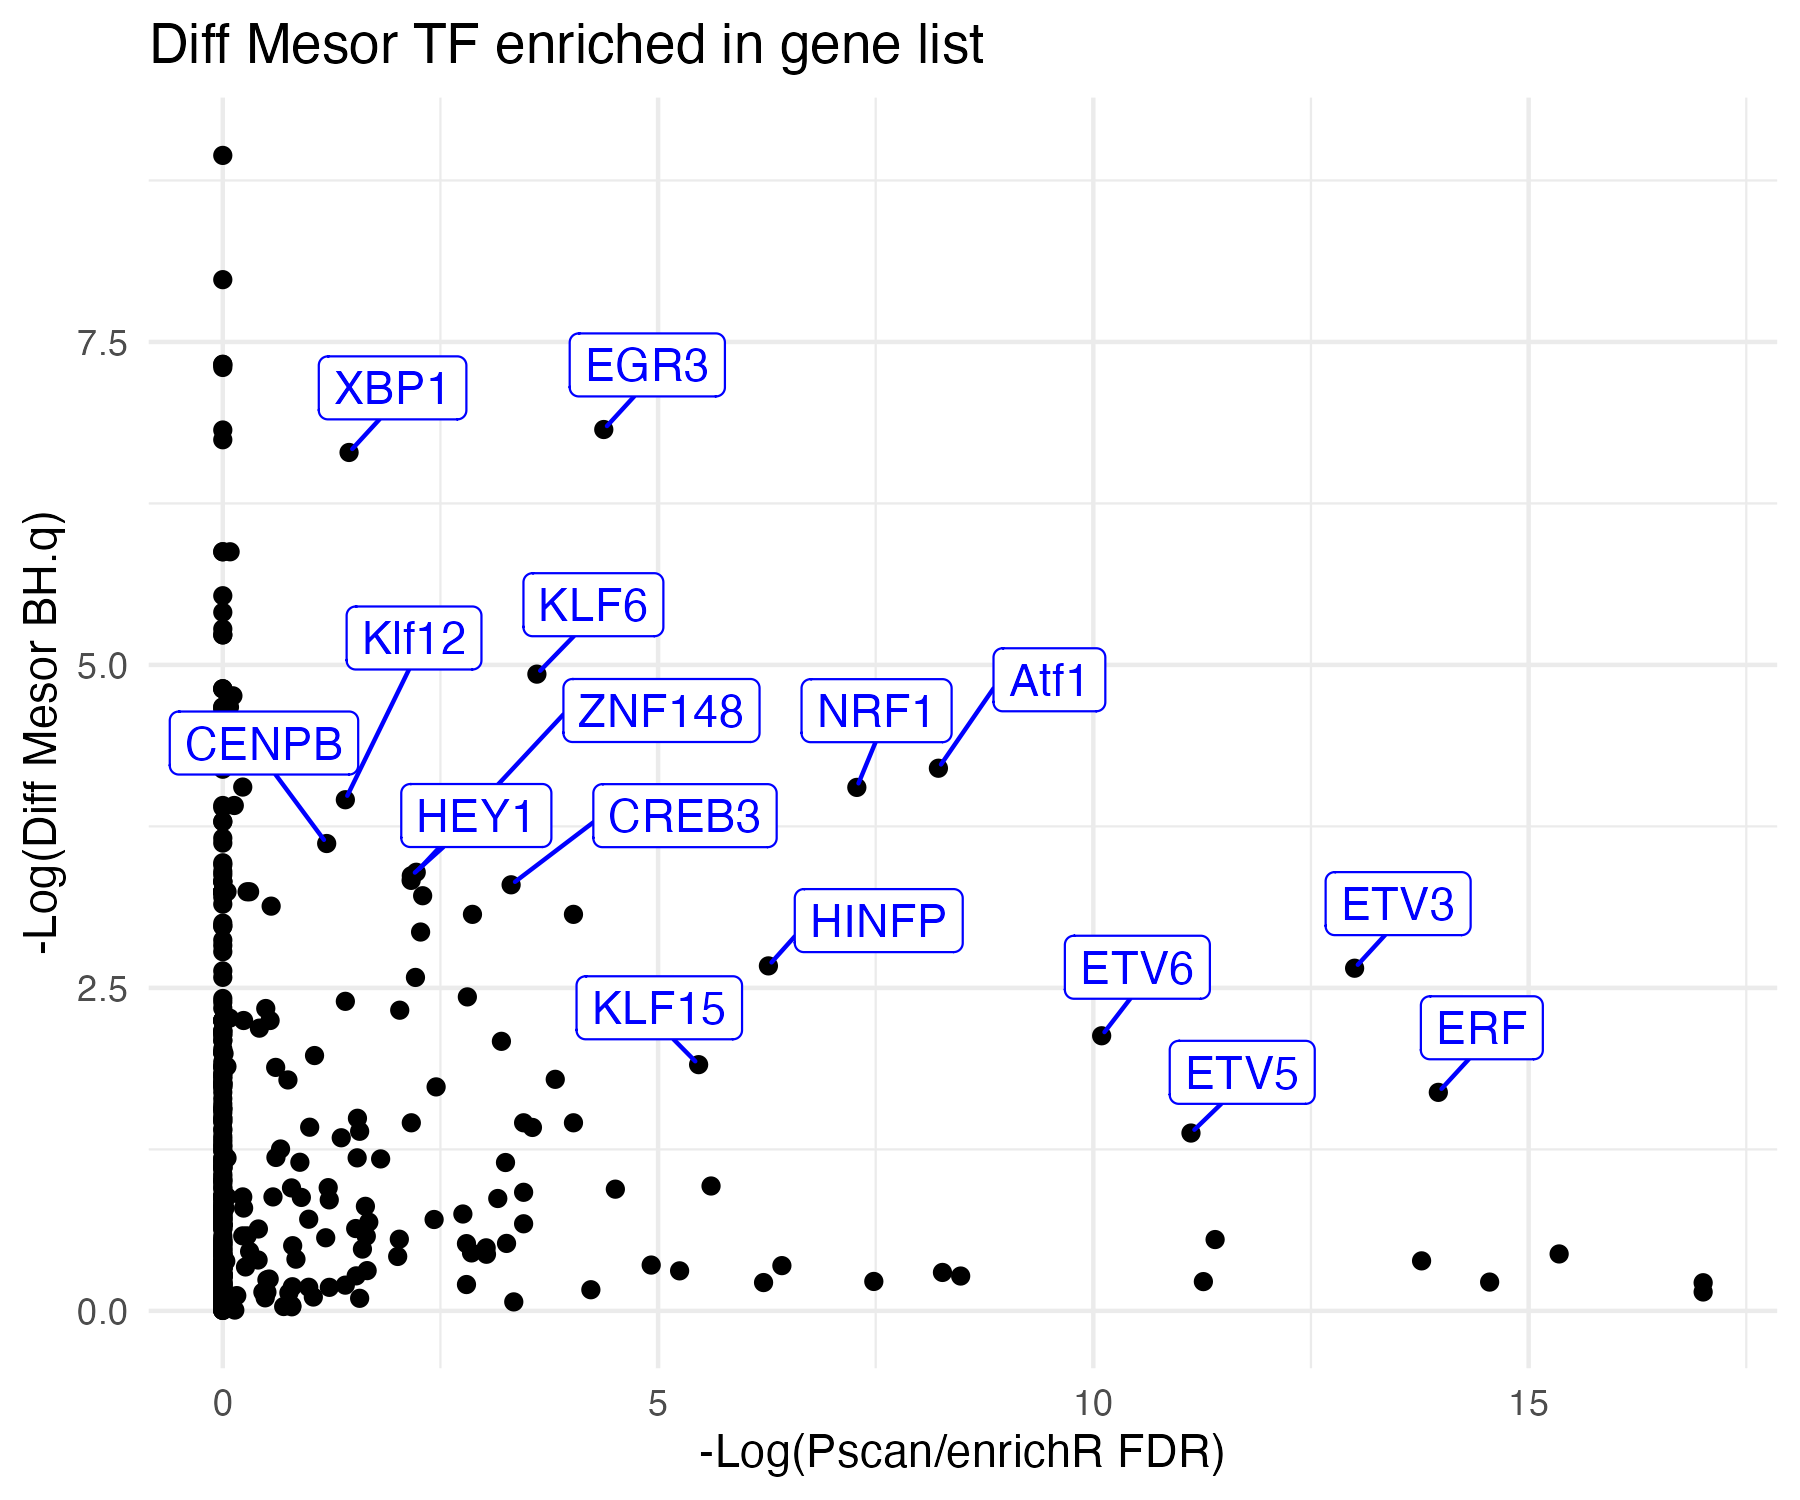 Diff Mesor TF enriched in gene list
-Log(Diff Mesor BH.q)
7.5
5.0
2.5
0.0
XBP1
EGR3
KLF6
Klf12
Atf1
ZNF148
NRF1
CENPB
HEY1
CREB3
ETV3
HINFP
ETV6
KLF15
ERF
ETV5
0
5
10
15
-Log(Pscan/enrichR FDR)